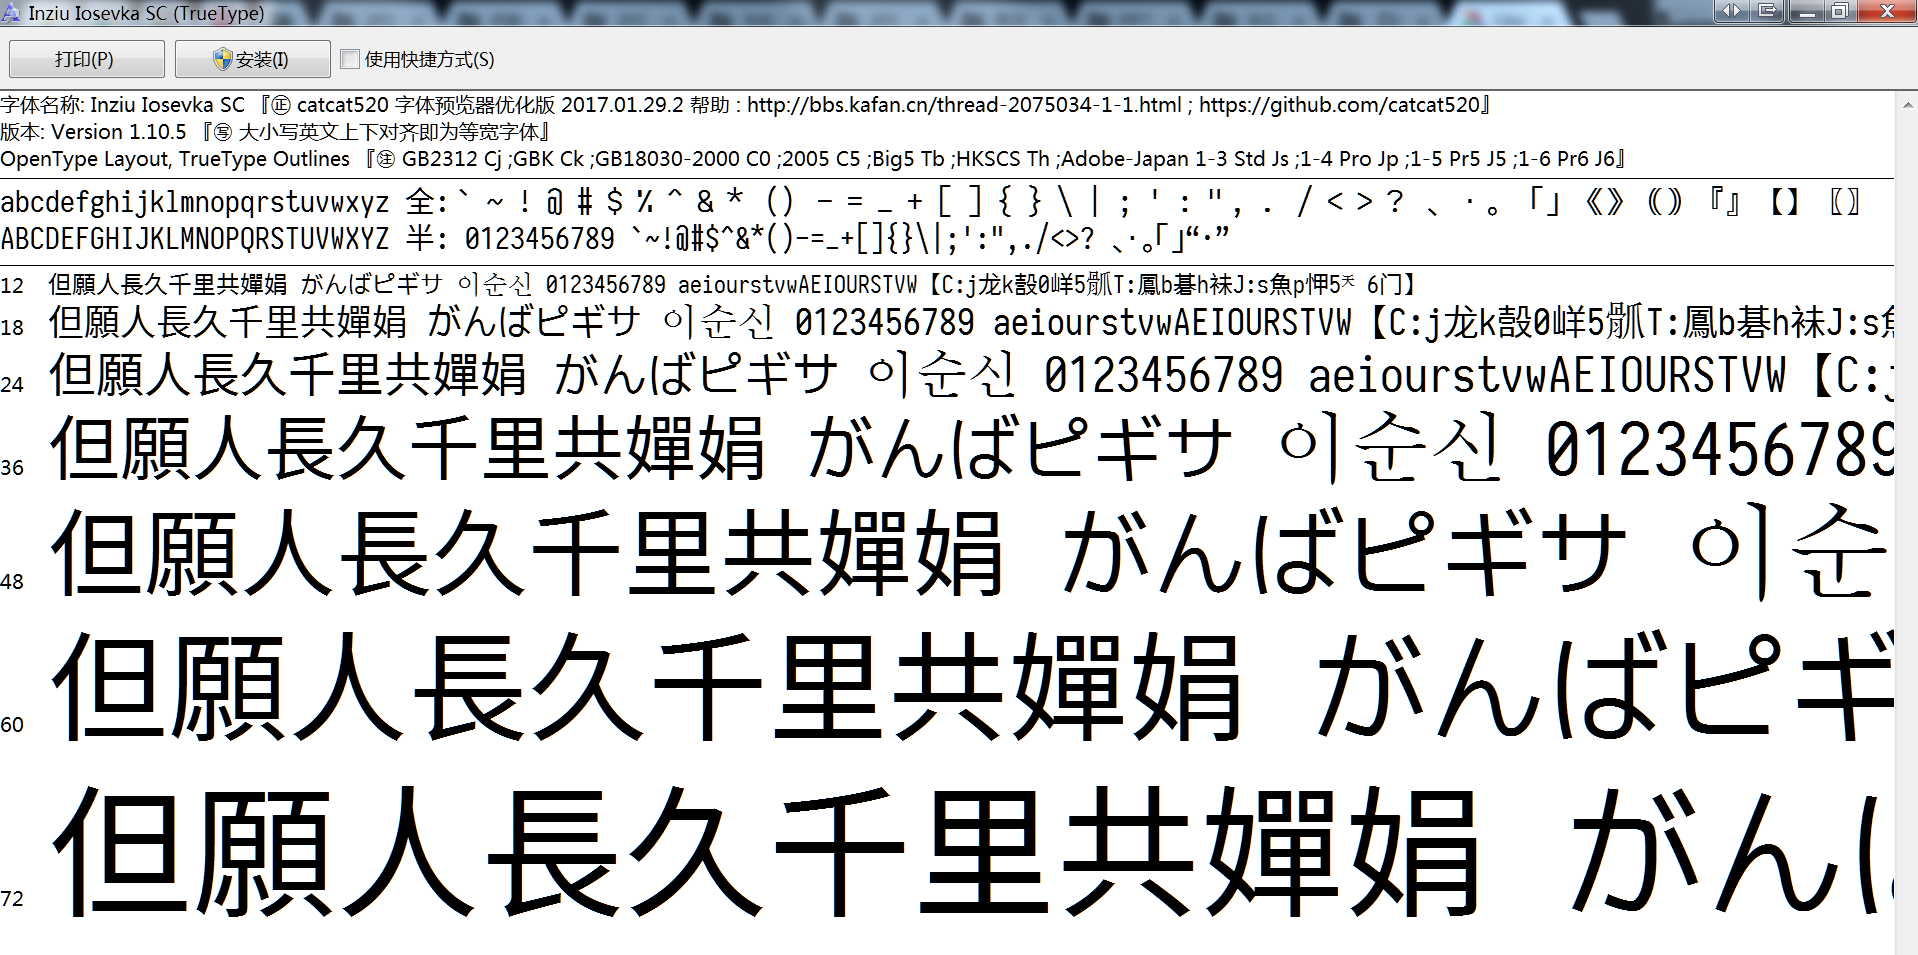 Inziu Iosevka SC (TrueType)
打印(P) 安装(I) 使用快捷方式(S)
字体名称: Inziu Iosevka SC 『㊣ catcat520 字体预览器优化版 2017.01.29.2 帮助 : http://bbs.kafan.cn/thread-2075034-1-1.html ; https://github.com/catcat520』
版本: Version 1.10.5 『㊢ 大小写英文上下对齐即为等宽字体』
OpenType Layout, TrueType Outlines 『㊟ GB2312 Cj ;GBK Ck ;GB18030-2000 C0 ;2005 C5 ;Big5 Tb ;HKSCS Th ;Adobe-Japan 1-3 Std Js ;1-4 Pro Jp ;1-5 Pr5 J5 ;1-6 Pr6 J6』
abcdefghijklmnopqrstuvwxyz 全:` ~ ! @ # $ % ^ & * () - = _ + [ ] { } \ | ; ' : " , . / < > ? 、 · 。 「」 《》 ⟪⟫ 『』 【】 〖〗
ABCDEFGHIJKLMNOPQRSTUVWXYZ 半: 0123456789 `~!@#$^&*()-=_+[]{}\|;':",./<>? 、·。「」“·”
12 但願人長久千里共嬋娟 がんばピギサ 이순신 0123456789 aeiourstvwAEIOURSTVW【C:j龙k嗀0哶5骪T:鳳b碁h袜J:s魚p 5 6门】
18 但願人長久千里共嬋娟 がんばピギサ 이순신 0123456789 aeiourstvwAEIOURSTVW【C:j龙k嗀0哶5骪T:鳳b碁h袜J:s
24 但願人長久千里共嬋娟 がんばピギサ 이순신 0123456789 aeiourstvwAEIOURSTVW【C:j
36 但願人長久千里共嬋娟 がんばピギサ 이순신 0123456789
48 但願人長久千里共嬋娟 がんばピギサ 이순
60 但願人長久千里共嬋娟 がんばピギ
72 但願人長久千里共嬋娟 がん